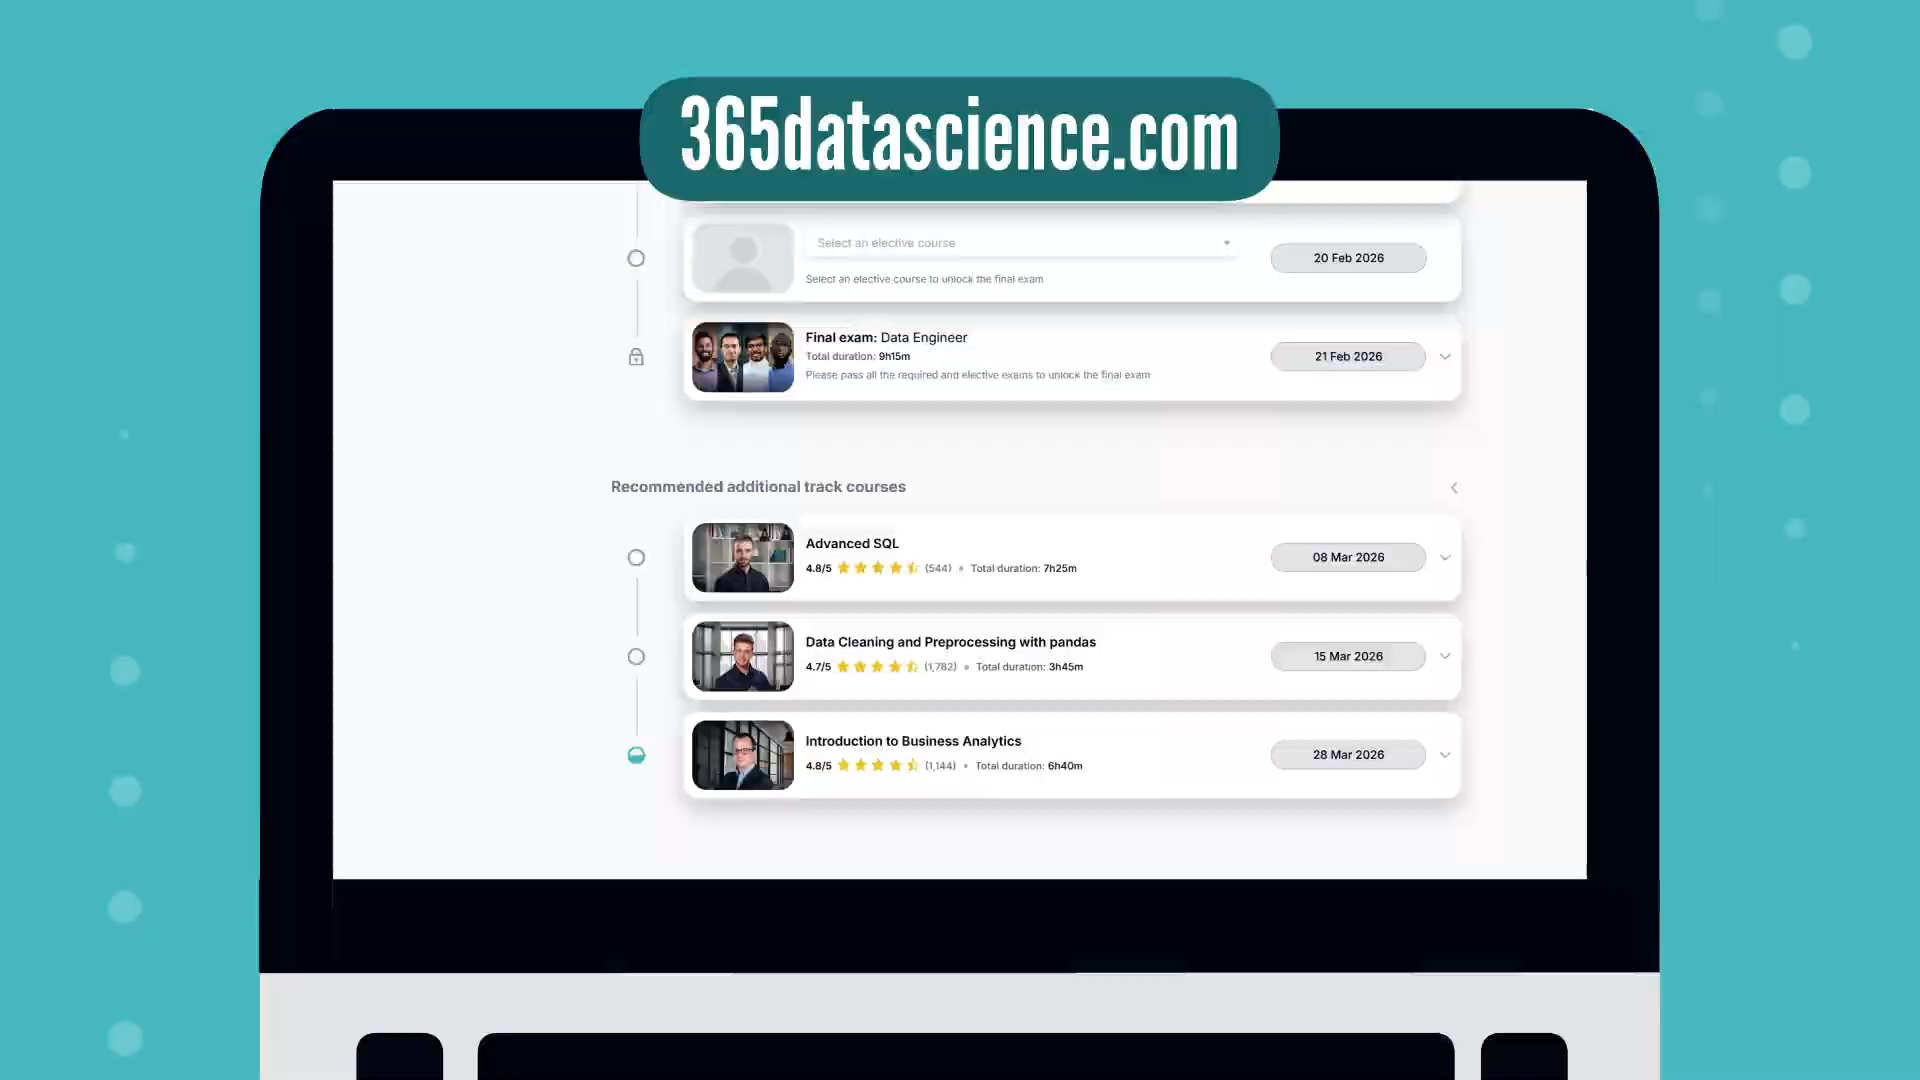 365datascience.com
Select an elective course
20 Feb 2026
Select an elective course to unlock the final exam
Final exam: Data Engineer
Total duration: 9h15m
21 Feb 2026
Please pass all the required and elective exams to unlock the final exam
Recommended additional track courses
Advanced SQL
4.8/5 (544) • Total duration: 7h25m
08 Mar 2026
Data Cleaning and Preprocessing with pandas
4.7/5 (1,782) • Total duration: 3h45m
15 Mar 2026
Introduction to Business Analytics
4.8/5 (1,144) • Total duration: 6h40m
28 Mar 2026